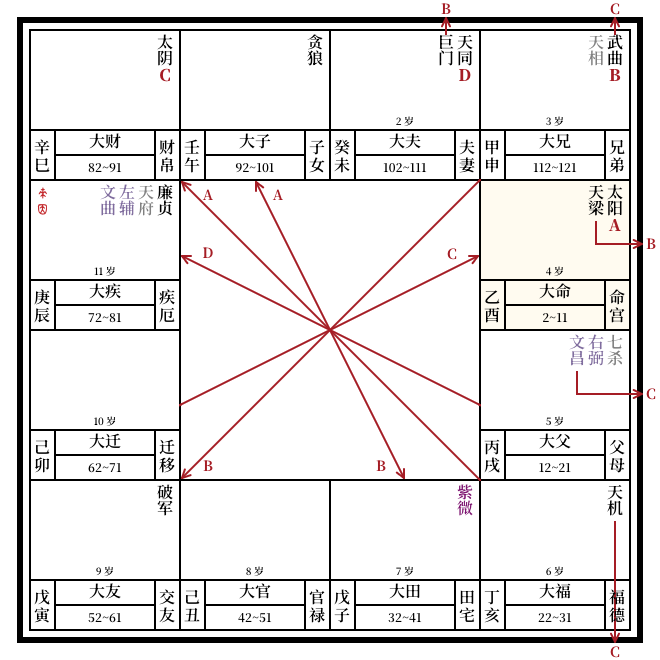 B
C
太阴
C
贪狼
巨门
天同
D
天相
武曲
B
2 岁
3 岁
辛巳
大财
82~91
财帛
壬午
大子
92~101
子女
癸未
大夫
102~111
夫妻
甲申
大兄
112~121
兄弟
文曲
左辅
天府
廉贞
11 岁
庚辰
大疾
72~81
疾厄
A
A
D
C
天梁
太阳
A
B
4 岁
乙酉
大命
2~11
命宫
10 岁
己卯
大迁
62~71
迁移
B
B
文昌
右弼
七杀
C
5 岁
丙戌
大父
12~21
父母
破军
9 岁
戊寅
大友
52~61
交友
8 岁
己丑
大官
42~51
官禄
紫微
7 岁
戊子
大田
32~41
田宅
天机
6 岁
丁亥
大福
22~31
福德
C